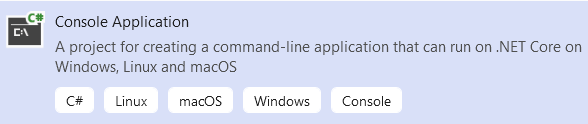 C#
C:\
Console Application
A project for creating a command-line application that can run on .NET Core on
Windows, Linux and macOS
C# Linux macOS Windows Console